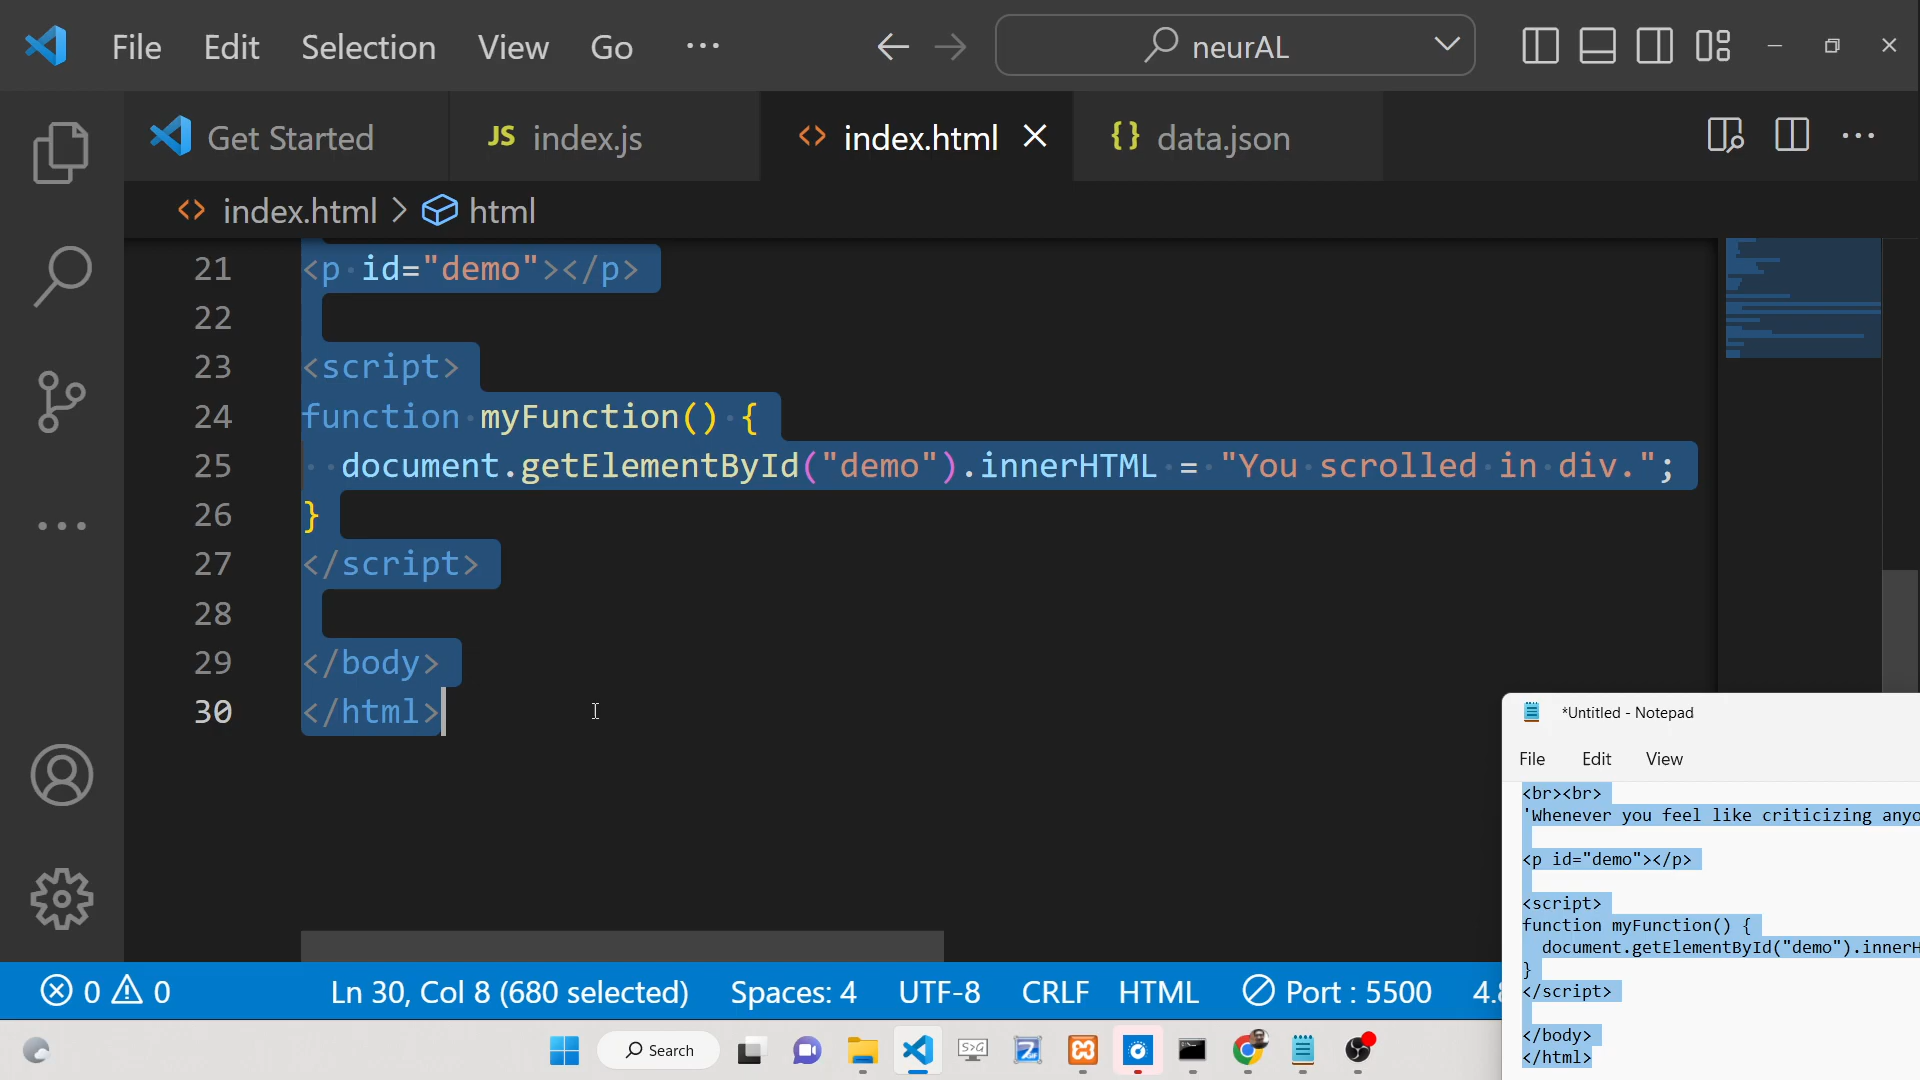 File Edit Selection View Go ··· neurAL
Get Started JS index.js index.html {} data.json
index.html > html
21 <p id="demo"></p>
22
23 <script>
24 function myFunction() {
25   document.getElementById("demo").innerHTML = "You scrolled in div.";
26 }
27 </script>
28
29 </body>
30 </html>
*Untitled - Notepad
File Edit View
<br><br>
'Whenever you feel like criticizing anyo
<p id="demo"></p>
<script>
function myFunction() {
  document.getElementById("demo").innerH
}
</script>
</body>
</html>
0 0 Ln 30, Col 8 (680 selected) Spaces: 4 UTF-8 CRLF HTML Port : 5500 4.8
Search